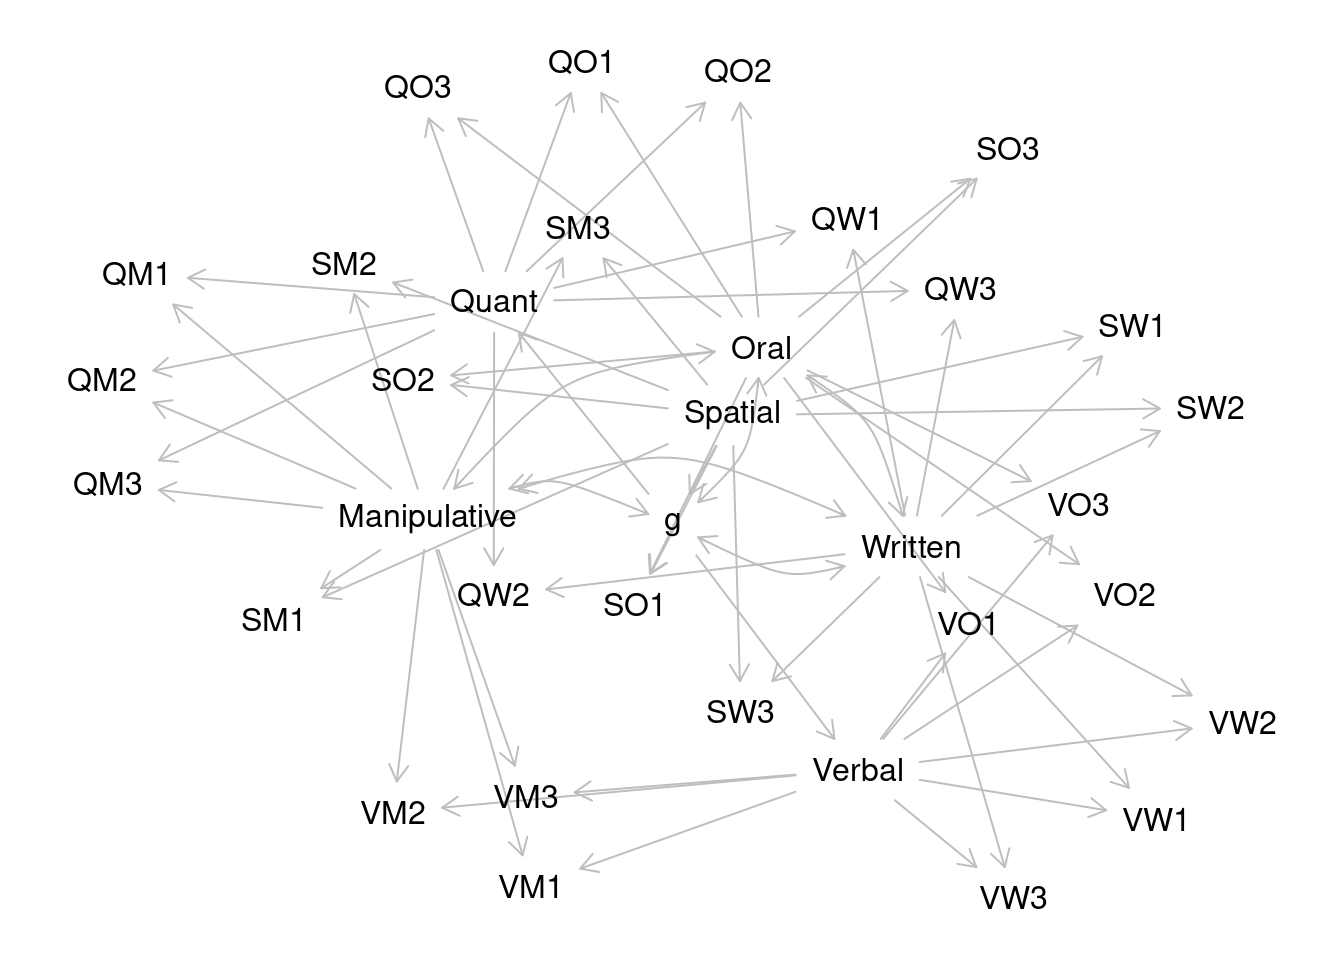 QO1
QO2
QO3
SO3
QW1
SM3
SM2
QM1
QW3
Quant
SW1
Oral
QM2
SO2
SW2
Spatial
QM3
VO3
Manipulative
g
Written
QW2
VO2
SO1
SM1
VO1
SW3
VW2
Verbal
VM3
VM2
VW1
VM1
VW3